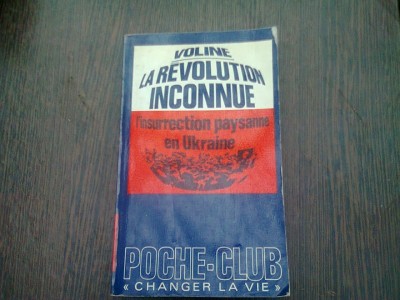 VOLINE
LA RÉVOLUTION
INCONNUE
l'insurrection paysanne
en Ukraine
POCHE-CLUB
« CHANGER LA VIE »